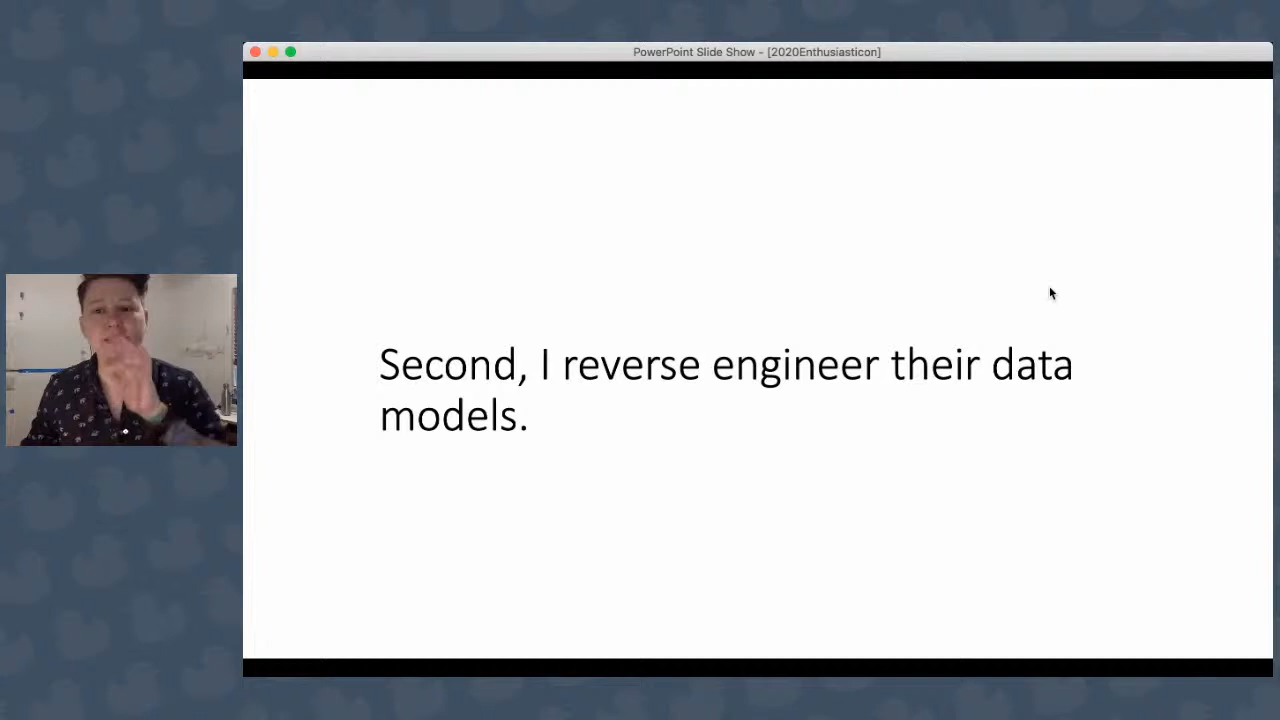 PowerPoint Slide Show - [2020Enthusiasticon]
Second, I reverse engineer their data
models.